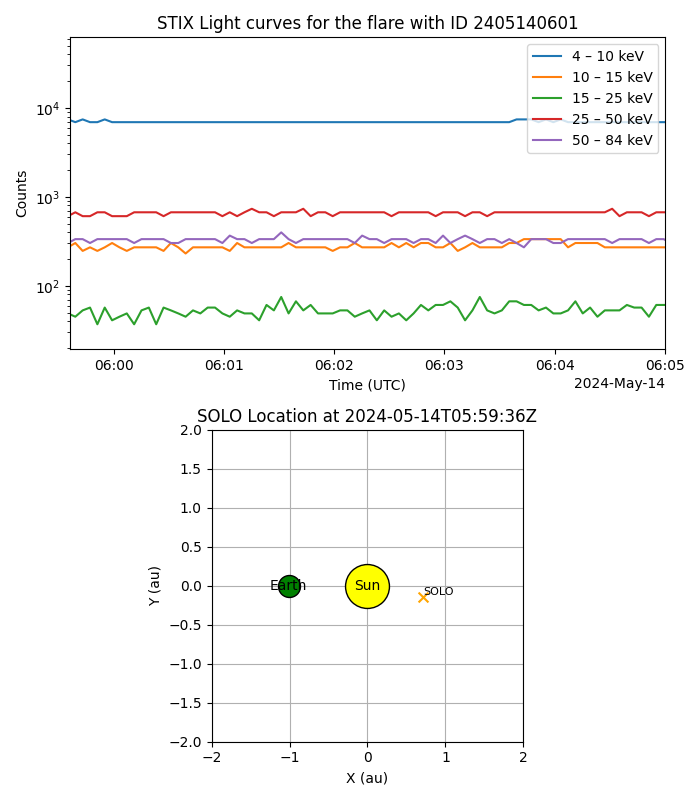 STIX Light curves for the flare with ID 2405140601
4 – 10 keV
10 – 15 keV
15 – 25 keV
25 – 50 keV
50 – 84 keV
10⁴
10³
10²
Counts
06:00 06:01 06:02 06:03 06:04 06:05
Time (UTC)
2024-May-14
SOLO Location at 2024-05-14T05:59:36Z
2.0
1.5
1.0
0.5
0.0
−0.5
−1.0
−1.5
−2.0
Y (au)
Earth
Sun
SOLO
−2 −1 0 1 2
X (au)